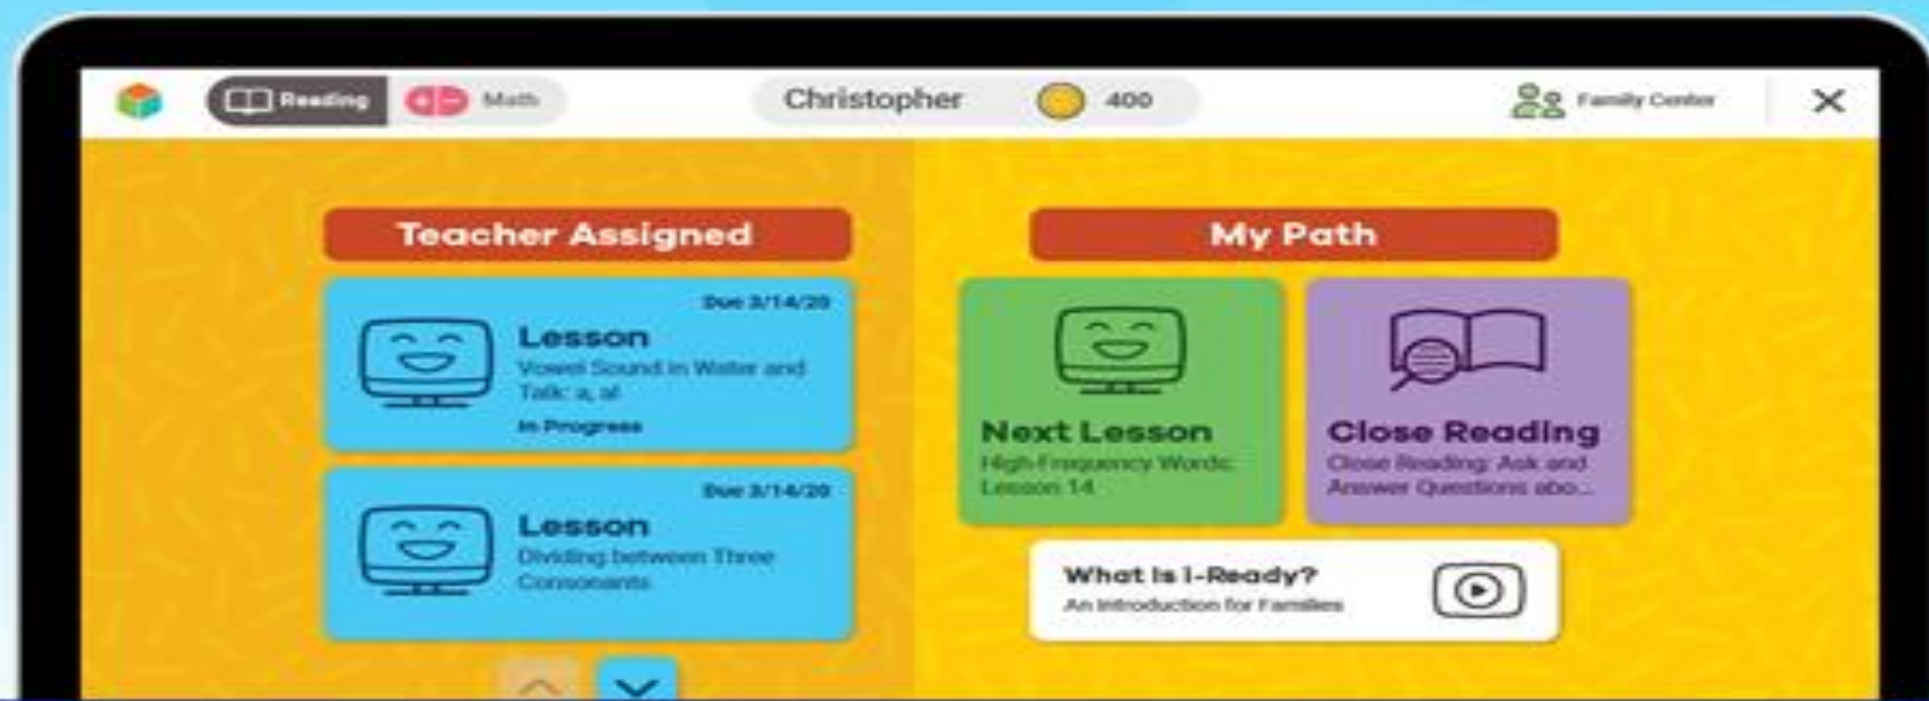 Reading
Math
Christopher
400
Family Center
Teacher Assigned
Due 3/14/20
Lesson
Vowel Sound in Water and
Talk: a, al
In Progress
Due 3/14/20
Lesson
Dividing between Three
Consonants
My Path
Next Lesson
High-Frequency Words:
Lesson 14
Close Reading
Close Reading: Ask and
Answer Questions abo...
What is i-Ready?
An Introduction for Families